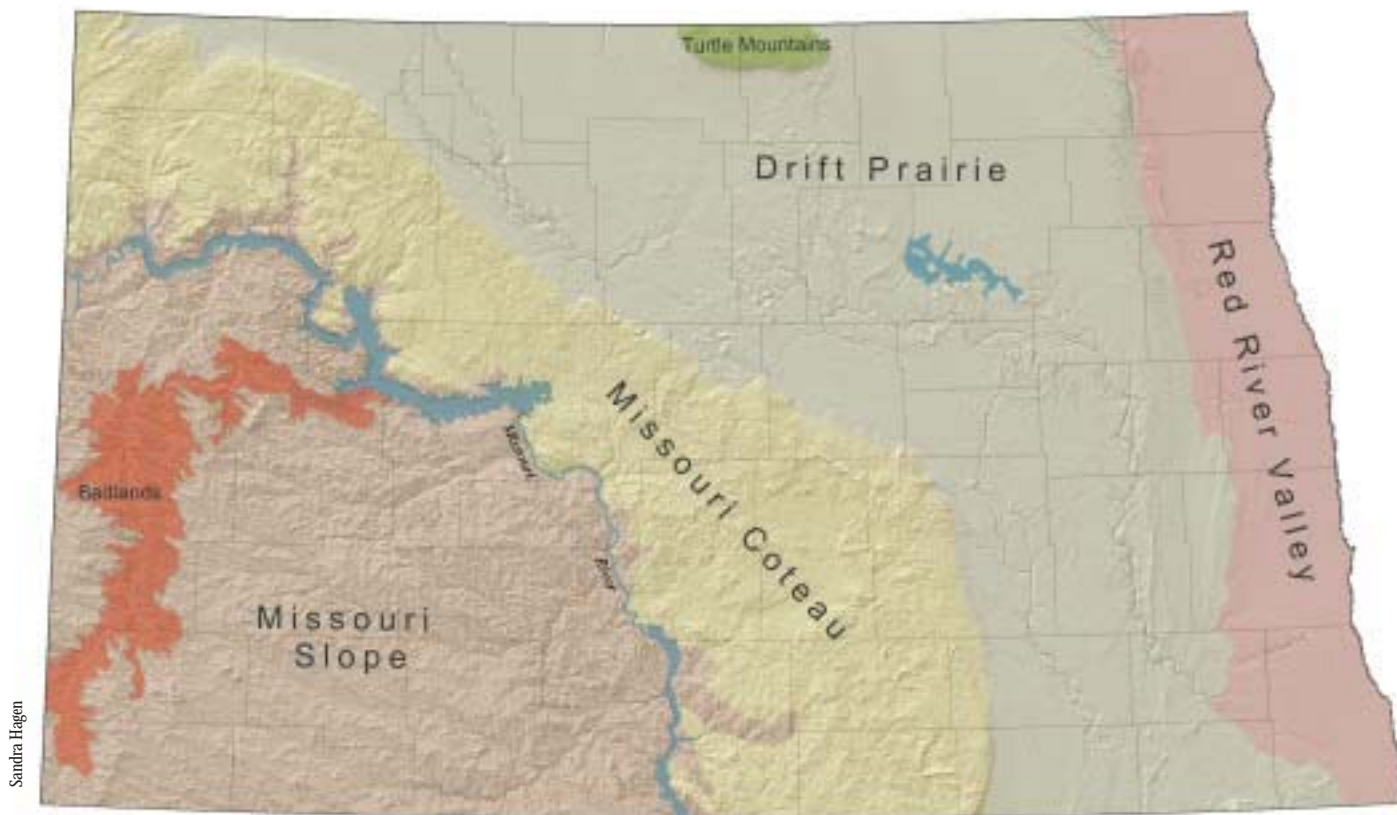 Turtle Mountains
Drift Prairie
Red River Valley
Missouri Coteau
Missouri
River
Badlands
Missouri
Slope
Sandra Hagen